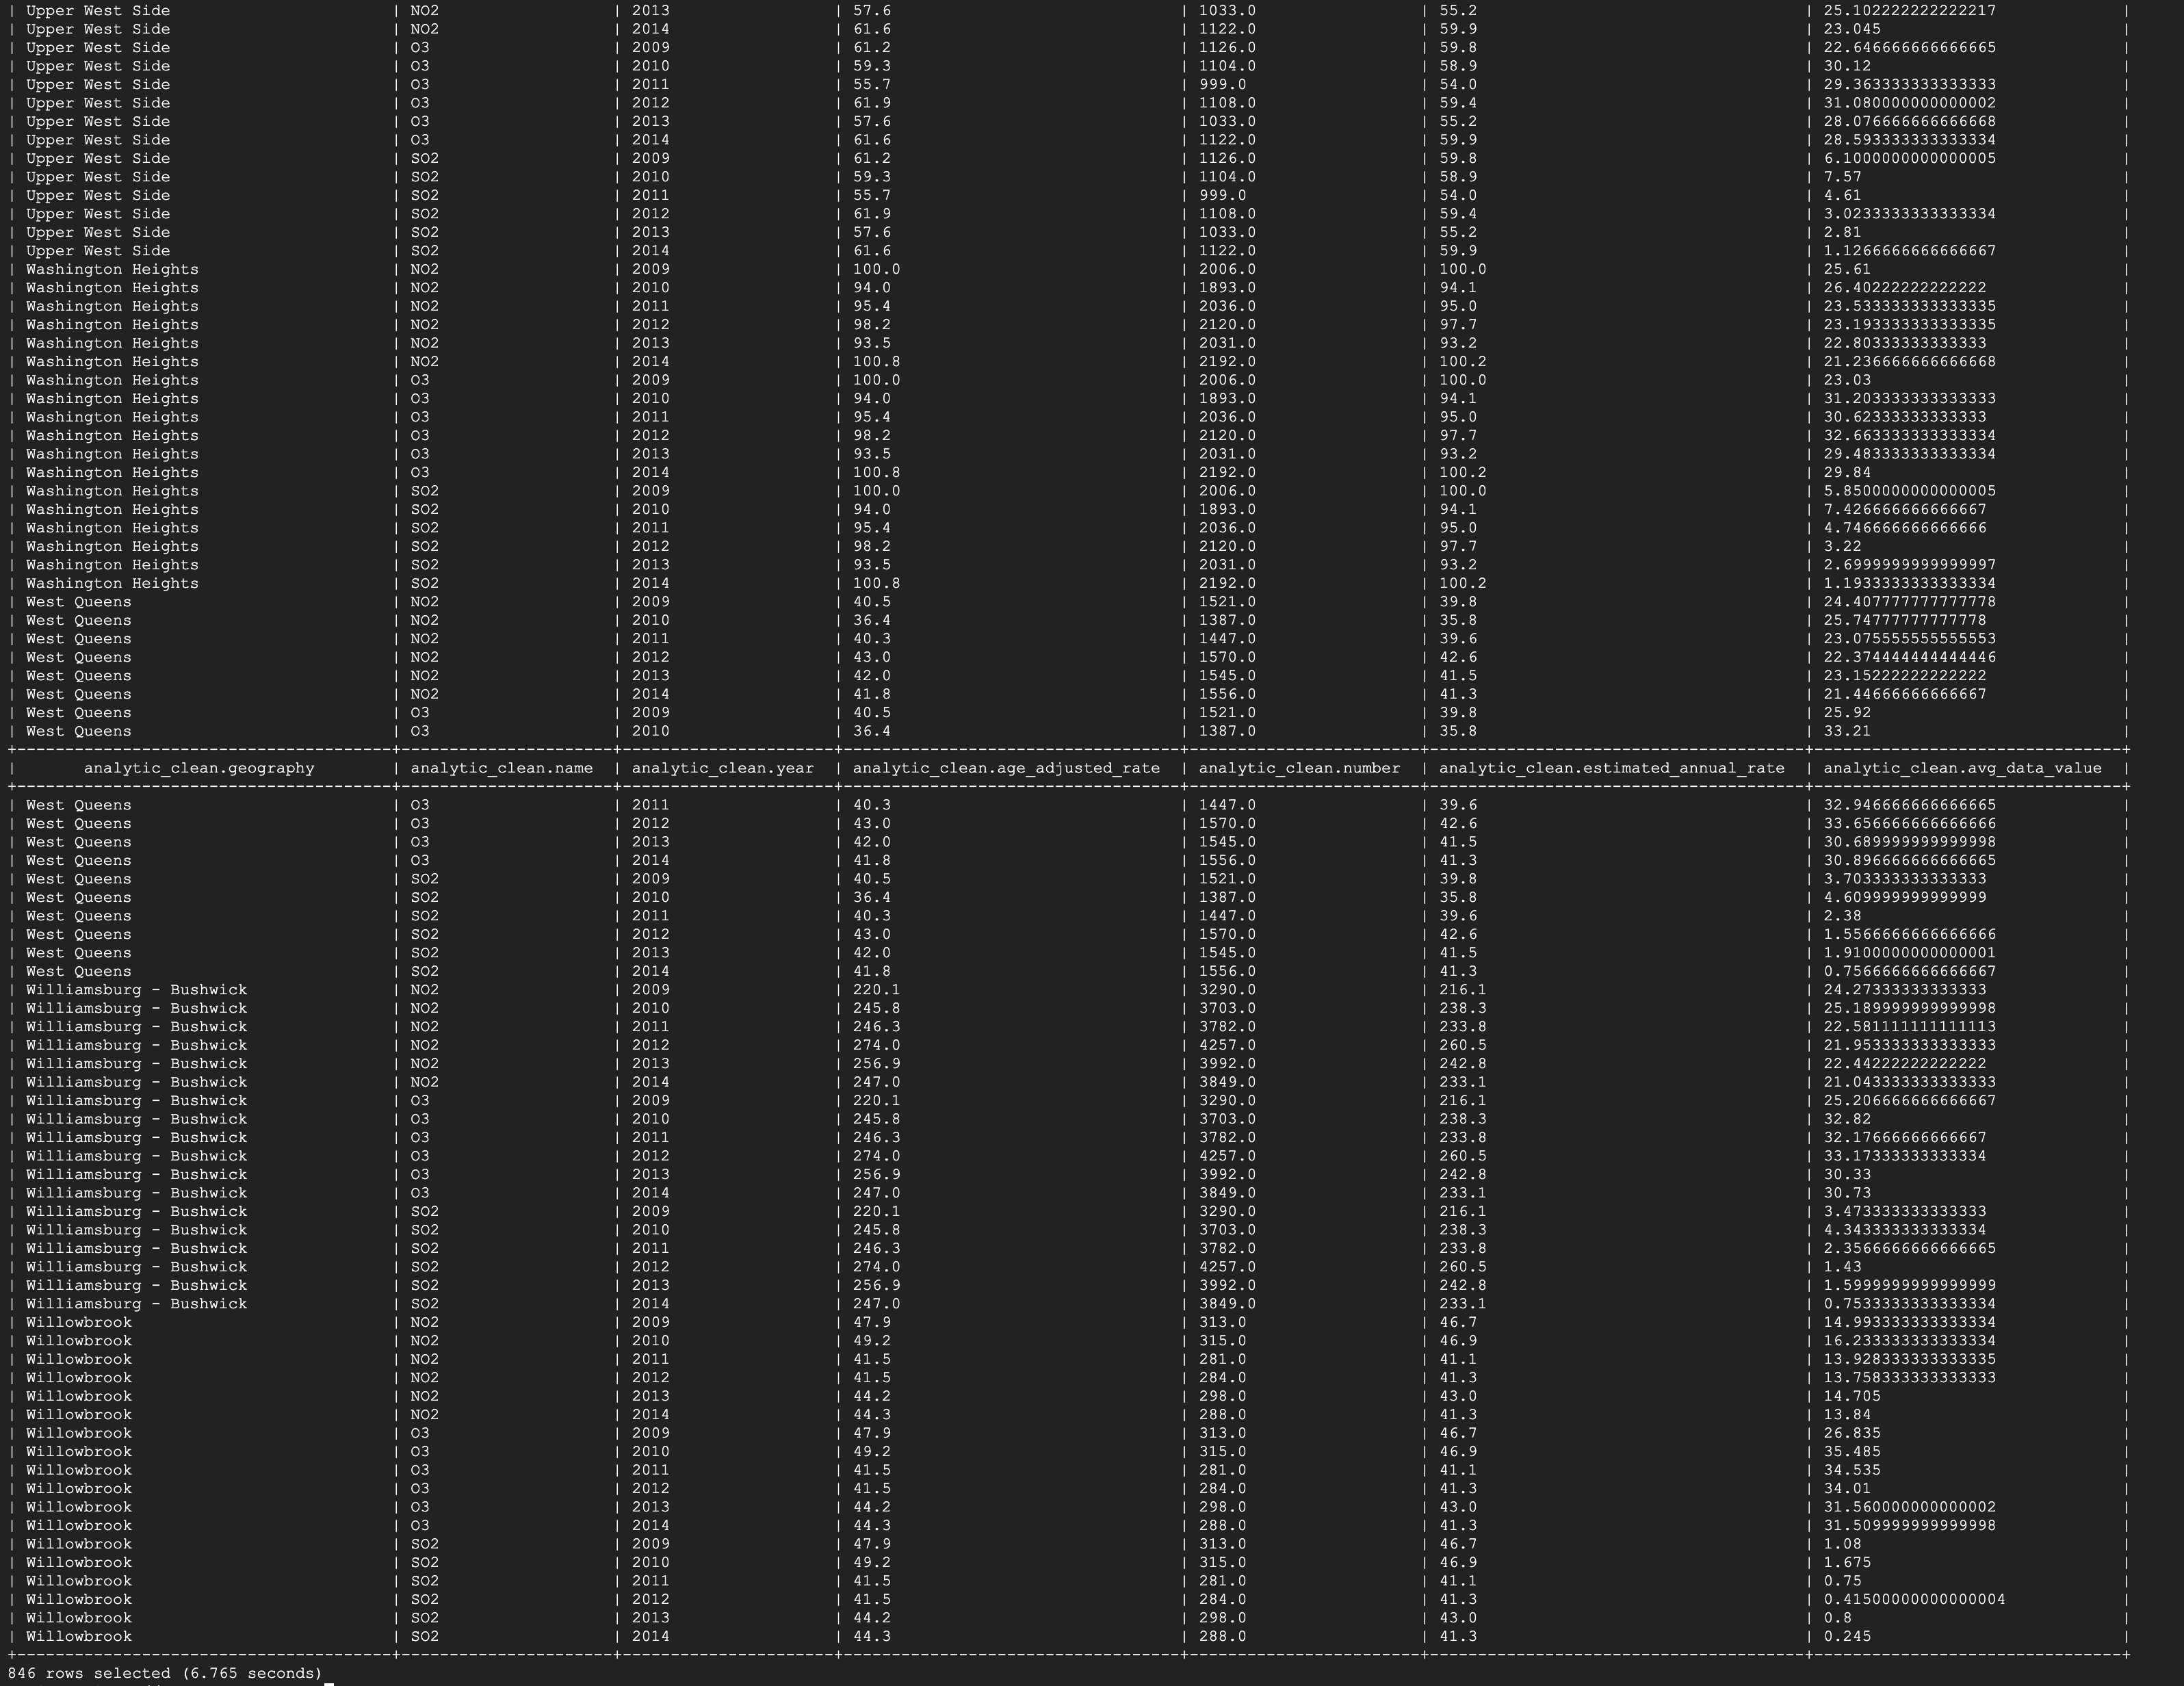 | Upper West Side | NO2 | 2013 | 57.6 | 1033.0 | 55.2 | 25.102222222222217 |
| Upper West Side | NO2 | 2014 | 61.6 | 1122.0 | 59.9 | 23.045 |
| Upper West Side | O3 | 2009 | 61.2 | 1126.0 | 59.8 | 22.646666666666665 |
| Upper West Side | O3 | 2010 | 59.3 | 1104.0 | 58.9 | 30.12 |
| Upper West Side | O3 | 2011 | 55.7 | 999.0 | 54.0 | 29.363333333333333 |
| Upper West Side | O3 | 2012 | 61.9 | 1108.0 | 59.4 | 31.080000000000002 |
| Upper West Side | O3 | 2013 | 57.6 | 1033.0 | 55.2 | 28.076666666666668 |
| Upper West Side | O3 | 2014 | 61.6 | 1122.0 | 59.9 | 28.593333333333334 |
| Upper West Side | SO2 | 2009 | 61.2 | 1126.0 | 59.8 | 6.1000000000000005 |
| Upper West Side | SO2 | 2010 | 59.3 | 1104.0 | 58.9 | 7.57 |
| Upper West Side | SO2 | 2011 | 55.7 | 999.0 | 54.0 | 4.61 |
| Upper West Side | SO2 | 2012 | 61.9 | 1108.0 | 59.4 | 3.0233333333333334 |
| Upper West Side | SO2 | 2013 | 57.6 | 1033.0 | 55.2 | 2.81 |
| Upper West Side | SO2 | 2014 | 61.6 | 1122.0 | 59.9 | 1.1266666666666667 |
| Washington Heights | NO2 | 2009 | 100.0 | 2006.0 | 100.0 | 25.61 |
| Washington Heights | NO2 | 2010 | 94.0 | 1893.0 | 94.1 | 26.40222222222222 |
| Washington Heights | NO2 | 2011 | 95.4 | 2036.0 | 95.0 | 23.533333333333335 |
| Washington Heights | NO2 | 2012 | 98.2 | 2120.0 | 97.7 | 23.193333333333335 |
| Washington Heights | NO2 | 2013 | 93.5 | 2031.0 | 93.2 | 22.80333333333333 |
| Washington Heights | NO2 | 2014 | 100.8 | 2192.0 | 100.2 | 21.236666666666668 |
| Washington Heights | O3 | 2009 | 100.0 | 2006.0 | 100.0 | 23.03 |
| Washington Heights | O3 | 2010 | 94.0 | 1893.0 | 94.1 | 31.203333333333333 |
| Washington Heights | O3 | 2011 | 95.4 | 2036.0 | 95.0 | 30.62333333333333 |
| Washington Heights | O3 | 2012 | 98.2 | 2120.0 | 97.7 | 32.663333333333334 |
| Washington Heights | O3 | 2013 | 93.5 | 2031.0 | 93.2 | 29.483333333333334 |
| Washington Heights | O3 | 2014 | 100.8 | 2192.0 | 100.2 | 29.84 |
| Washington Heights | SO2 | 2009 | 100.0 | 2006.0 | 100.0 | 5.8500000000000005 |
| Washington Heights | SO2 | 2010 | 94.0 | 1893.0 | 94.1 | 7.426666666666667 |
| Washington Heights | SO2 | 2011 | 95.4 | 2036.0 | 95.0 | 4.746666666666666 |
| Washington Heights | SO2 | 2012 | 98.2 | 2120.0 | 97.7 | 3.22 |
| Washington Heights | SO2 | 2013 | 93.5 | 2031.0 | 93.2 | 2.6999999999999997 |
| Washington Heights | SO2 | 2014 | 100.8 | 2192.0 | 100.2 | 1.1933333333333334 |
| West Queens | NO2 | 2009 | 40.5 | 1521.0 | 39.8 | 24.407777777777778 |
| West Queens | NO2 | 2010 | 36.4 | 1387.0 | 35.8 | 25.74777777777778 |
| West Queens | NO2 | 2011 | 40.3 | 1447.0 | 39.6 | 23.075555555555553 |
| West Queens | NO2 | 2012 | 43.0 | 1570.0 | 42.6 | 22.374444444444446 |
| West Queens | NO2 | 2013 | 42.0 | 1545.0 | 41.5 | 23.15222222222222 |
| West Queens | NO2 | 2014 | 41.8 | 1556.0 | 41.3 | 21.44666666666667 |
| West Queens | O3 | 2009 | 40.5 | 1521.0 | 39.8 | 25.92 |
| West Queens | O3 | 2010 | 36.4 | 1387.0 | 35.8 | 33.21 |
| analytic_clean.geography | analytic_clean.name | analytic_clean.year | analytic_clean.age_adjusted_rate | analytic_clean.number | analytic_clean.estimated_annual_rate | analytic_clean.avg_data_value |
| West Queens | O3 | 2011 | 40.3 | 1447.0 | 39.6 | 32.946666666666665 |
| West Queens | O3 | 2012 | 43.0 | 1570.0 | 42.6 | 33.656666666666666 |
| West Queens | O3 | 2013 | 42.0 | 1545.0 | 41.5 | 30.689999999999998 |
| West Queens | O3 | 2014 | 41.8 | 1556.0 | 41.3 | 30.896666666666665 |
| West Queens | SO2 | 2009 | 40.5 | 1521.0 | 39.8 | 3.703333333333333 |
| West Queens | SO2 | 2010 | 36.4 | 1387.0 | 35.8 | 4.609999999999999 |
| West Queens | SO2 | 2011 | 40.3 | 1447.0 | 39.6 | 2.38 |
| West Queens | SO2 | 2012 | 43.0 | 1570.0 | 42.6 | 1.5566666666666666 |
| West Queens | SO2 | 2013 | 42.0 | 1545.0 | 41.5 | 1.9100000000000001 |
| West Queens | SO2 | 2014 | 41.8 | 1556.0 | 41.3 | 0.7566666666666667 |
| Williamsburg - Bushwick | NO2 | 2009 | 220.1 | 3290.0 | 216.1 | 24.27333333333333 |
| Williamsburg - Bushwick | NO2 | 2010 | 245.8 | 3703.0 | 238.3 | 25.189999999999998 |
| Williamsburg - Bushwick | NO2 | 2011 | 246.3 | 3782.0 | 233.8 | 22.581111111111113 |
| Williamsburg - Bushwick | NO2 | 2012 | 274.0 | 4257.0 | 260.5 | 21.953333333333333 |
| Williamsburg - Bushwick | NO2 | 2013 | 256.9 | 3992.0 | 242.8 | 22.44222222222222 |
| Williamsburg - Bushwick | NO2 | 2014 | 247.0 | 3849.0 | 233.1 | 21.043333333333333 |
| Williamsburg - Bushwick | O3 | 2009 | 220.1 | 3290.0 | 216.1 | 25.206666666666667 |
| Williamsburg - Bushwick | O3 | 2010 | 245.8 | 3703.0 | 238.3 | 32.82 |
| Williamsburg - Bushwick | O3 | 2011 | 246.3 | 3782.0 | 233.8 | 32.17666666666667 |
| Williamsburg - Bushwick | O3 | 2012 | 274.0 | 4257.0 | 260.5 | 33.17333333333334 |
| Williamsburg - Bushwick | O3 | 2013 | 256.9 | 3992.0 | 242.8 | 30.33 |
| Williamsburg - Bushwick | O3 | 2014 | 247.0 | 3849.0 | 233.1 | 30.73 |
| Williamsburg - Bushwick | SO2 | 2009 | 220.1 | 3290.0 | 216.1 | 3.473333333333333 |
| Williamsburg - Bushwick | SO2 | 2010 | 245.8 | 3703.0 | 238.3 | 4.343333333333334 |
| Williamsburg - Bushwick | SO2 | 2011 | 246.3 | 3782.0 | 233.8 | 2.3566666666666665 |
| Williamsburg - Bushwick | SO2 | 2012 | 274.0 | 4257.0 | 260.5 | 1.43 |
| Williamsburg - Bushwick | SO2 | 2013 | 256.9 | 3992.0 | 242.8 | 1.5999999999999999 |
| Williamsburg - Bushwick | SO2 | 2014 | 247.0 | 3849.0 | 233.1 | 0.7533333333333334 |
| Willowbrook | NO2 | 2009 | 47.9 | 313.0 | 46.7 | 14.993333333333334 |
| Willowbrook | NO2 | 2010 | 49.2 | 315.0 | 46.9 | 16.233333333333334 |
| Willowbrook | NO2 | 2011 | 41.5 | 281.0 | 41.1 | 13.928333333333335 |
| Willowbrook | NO2 | 2012 | 41.5 | 284.0 | 41.3 | 13.758333333333333 |
| Willowbrook | NO2 | 2013 | 44.2 | 298.0 | 43.0 | 14.705 |
| Willowbrook | NO2 | 2014 | 44.3 | 288.0 | 41.3 | 13.84 |
| Willowbrook | O3 | 2009 | 47.9 | 313.0 | 46.7 | 26.835 |
| Willowbrook | O3 | 2010 | 49.2 | 315.0 | 46.9 | 35.485 |
| Willowbrook | O3 | 2011 | 41.5 | 281.0 | 41.1 | 34.535 |
| Willowbrook | O3 | 2012 | 41.5 | 284.0 | 41.3 | 34.01 |
| Willowbrook | O3 | 2013 | 44.2 | 298.0 | 43.0 | 31.560000000000002 |
| Willowbrook | O3 | 2014 | 44.3 | 288.0 | 41.3 | 31.509999999999998 |
| Willowbrook | SO2 | 2009 | 47.9 | 313.0 | 46.7 | 1.08 |
| Willowbrook | SO2 | 2010 | 49.2 | 315.0 | 46.9 | 1.675 |
| Willowbrook | SO2 | 2011 | 41.5 | 281.0 | 41.1 | 0.75 |
| Willowbrook | SO2 | 2012 | 41.5 | 284.0 | 41.3 | 0.41500000000000004 |
| Willowbrook | SO2 | 2013 | 44.2 | 298.0 | 43.0 | 0.8 |
| Willowbrook | SO2 | 2014 | 44.3 | 288.0 | 41.3 | 0.245 |
846 rows selected (6.765 seconds)